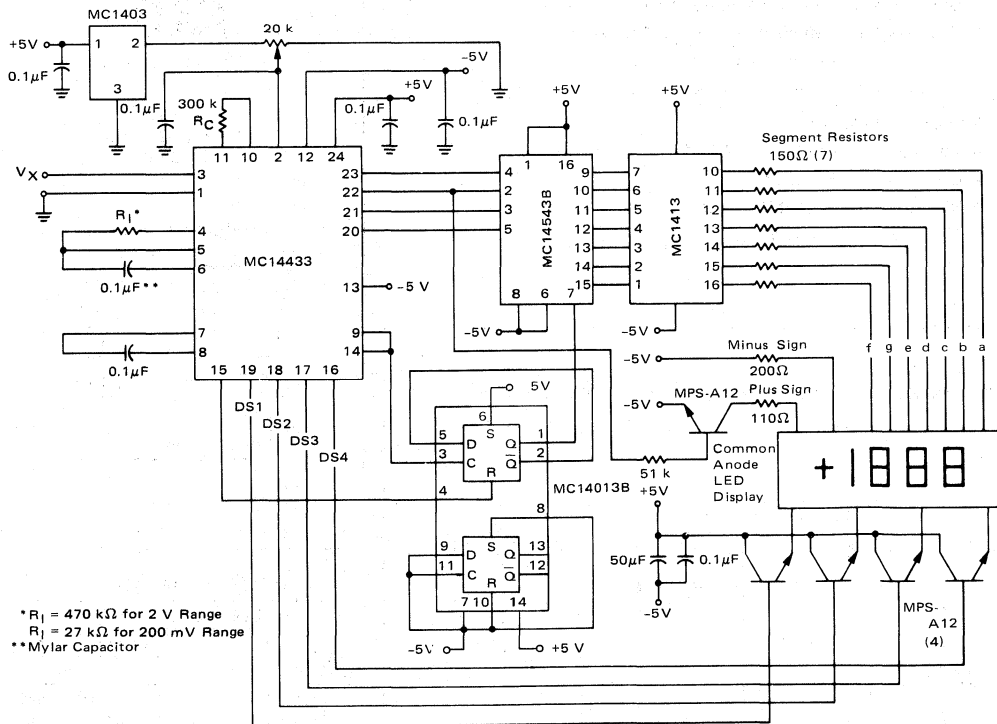 MC1403
+5V
1
2
3
0.1µF
20 k
0.1µF
300 k
R_C
-5V
+5V
0.1µF
0.1µF
11 10 2 12 24
V_X
3
1
R_I*
4
5
6
0.1µF**
7
8
0.1µF
MC14433
23
22
21
20
13
-5 V
9
14
15 19 18 17 16
DS1
DS2
DS3
DS4
+5V
1 16
4
2
3
5
MC14543B
9
10
11
12
13
14
15
8 6 7
-5V
+5V
7
6
5
4
3
2
1
MC1413
10
11
12
13
14
15
16
-5V
Segment Resistors
150Ω (7)
f g e d c b a
Minus Sign
-5V
200Ω
MPS-A12
Plus Sign
-5V
110Ω
51 k
Common
Anode
LED
Display
+1888
5V
6
S
5 D Q 1
3 C Q̅ 2
R
4
MC14013B
8
S
9 D Q 13
11 C Q̅ 12
R
7 10 14
-5V
+5 V
+5V
50µF
0.1µF
-5V
MPS-
A12
(4)
*R_I = 470 kΩ for 2 V Range
R_I = 27 kΩ for 200 mV Range
**Mylar Capacitor